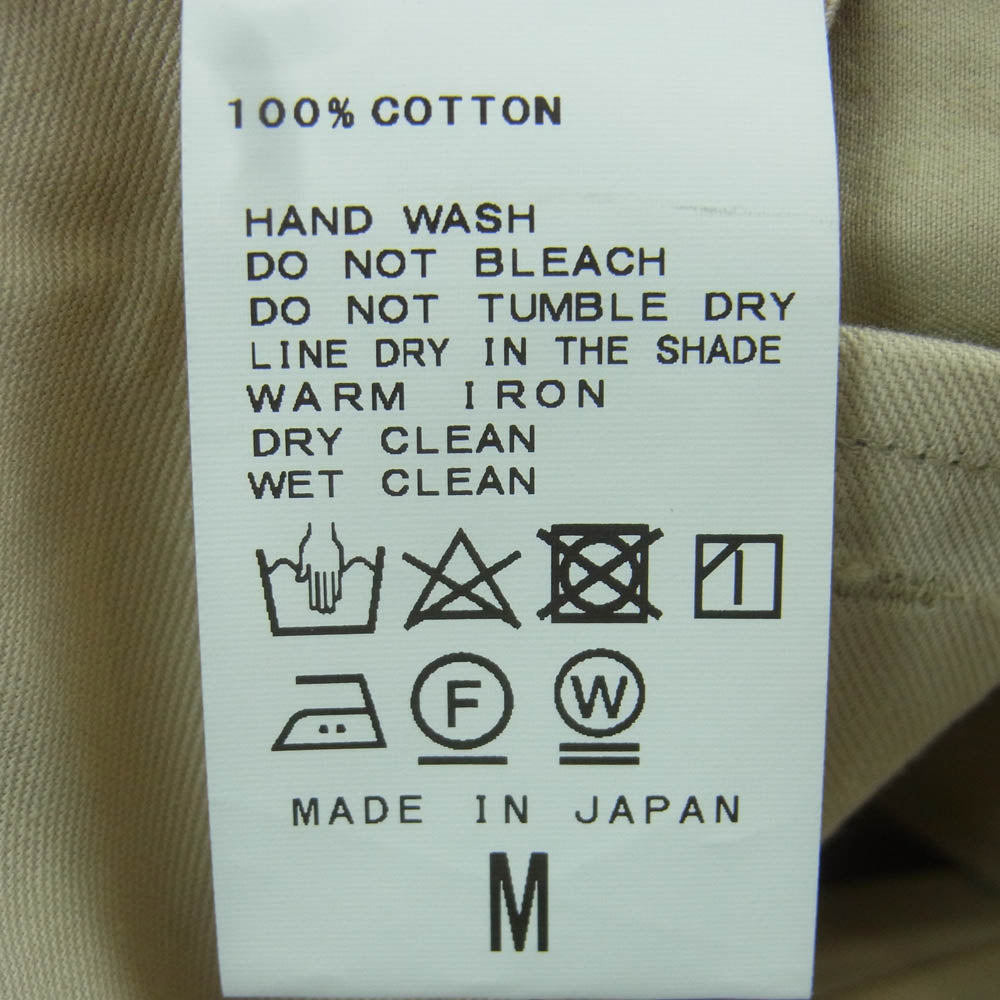 100% COTTON
HAND WASH
DO NOT BLEACH
DO NOT TUMBLE DRY
LINE DRY IN THE SHADE
WARM IRON
DRY CLEAN
WET CLEAN
F W
MADE IN JAPAN
M